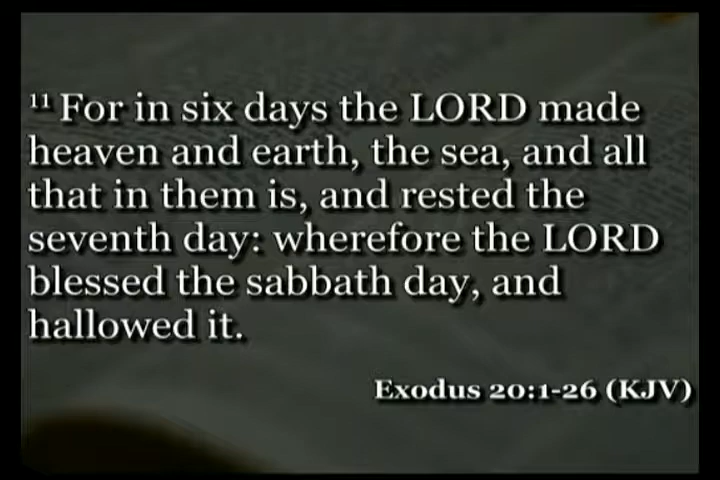 ¹¹ For in six days the LORD made
heaven and earth, the sea, and all
that in them is, and rested the
seventh day: wherefore the LORD
blessed the sabbath day, and
hallowed it.
Exodus 20:1-26 (KJV)